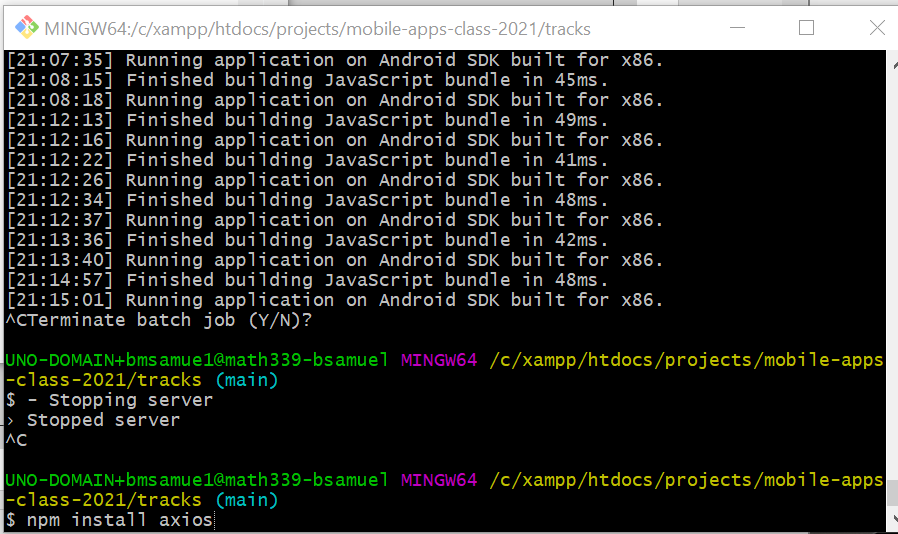 MINGW64:/c/xampp/htdocs/projects/mobile-apps-class-2021/tracks
[21:07:35] Running application on Android SDK built for x86.
[21:08:15] Finished building JavaScript bundle in 45ms.
[21:08:18] Running application on Android SDK built for x86.
[21:12:13] Finished building JavaScript bundle in 49ms.
[21:12:16] Running application on Android SDK built for x86.
[21:12:22] Finished building JavaScript bundle in 41ms.
[21:12:26] Running application on Android SDK built for x86.
[21:12:34] Finished building JavaScript bundle in 48ms.
[21:12:37] Running application on Android SDK built for x86.
[21:13:36] Finished building JavaScript bundle in 42ms.
[21:13:40] Running application on Android SDK built for x86.
[21:14:57] Finished building JavaScript bundle in 48ms.
[21:15:01] Running application on Android SDK built for x86.
^CTerminate batch job (Y/N)?
UNO-DOMAIN+bmsamue1@math339-bsamuel MINGW64 /c/xampp/htdocs/projects/mobile-apps
-class-2021/tracks (main)
$ - Stopping server
› Stopped server
^C
UNO-DOMAIN+bmsamue1@math339-bsamuel MINGW64 /c/xampp/htdocs/projects/mobile-apps
-class-2021/tracks (main)
$ npm install axios